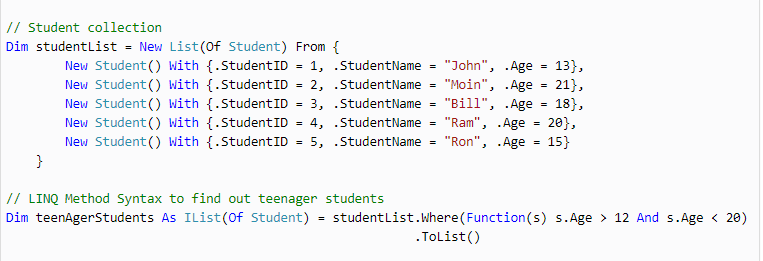 // Student collection
Dim studentList = New List(Of Student) From {
        New Student() With {.StudentID = 1, .StudentName = "John", .Age = 13},
        New Student() With {.StudentID = 2, .StudentName = "Moin", .Age = 21},
        New Student() With {.StudentID = 3, .StudentName = "Bill", .Age = 18},
        New Student() With {.StudentID = 4, .StudentName = "Ram", .Age = 20},
        New Student() With {.StudentID = 5, .StudentName = "Ron", .Age = 15}
    }
// LINQ Method Syntax to find out teenager students
Dim teenAgerStudents As IList(Of Student) = studentList.Where(Function(s) s.Age > 12 And s.Age < 20)
                                                      .ToList()